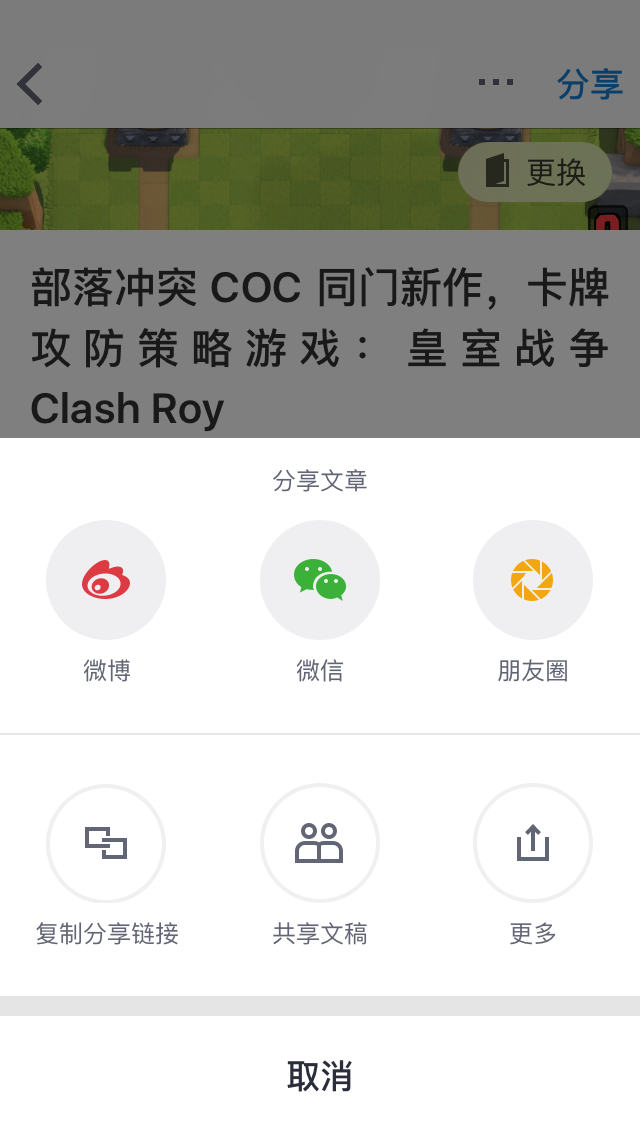 分享
更换
部落冲突 COC 同门新作，卡牌
攻防策略游戏：皇室战争
Clash Roy
分享文章
微博
微信
朋友圈
复制分享链接
共享文稿
更多
取消